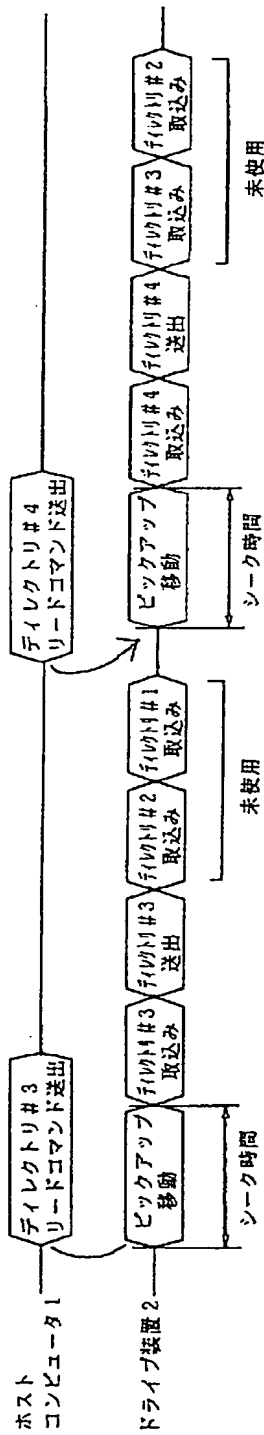 ホスト
コンピュータ1
ディレクトリ#3
リードコマンド送出
ディレクトリ#4
リードコマンド送出
ドライブ装置2
ピックアップ
移動
ディレクトリ#3
取込み
ディレクトリ#3
送出
ディレクトリ#2
取込み
ディレクトリ#1
取込み
ピックアップ
移動
ディレクトリ#4
取込み
ディレクトリ#4
送出
ディレクトリ#3
取込み
ディレクトリ#2
取込み
シーク時間
未使用
シーク時間
未使用